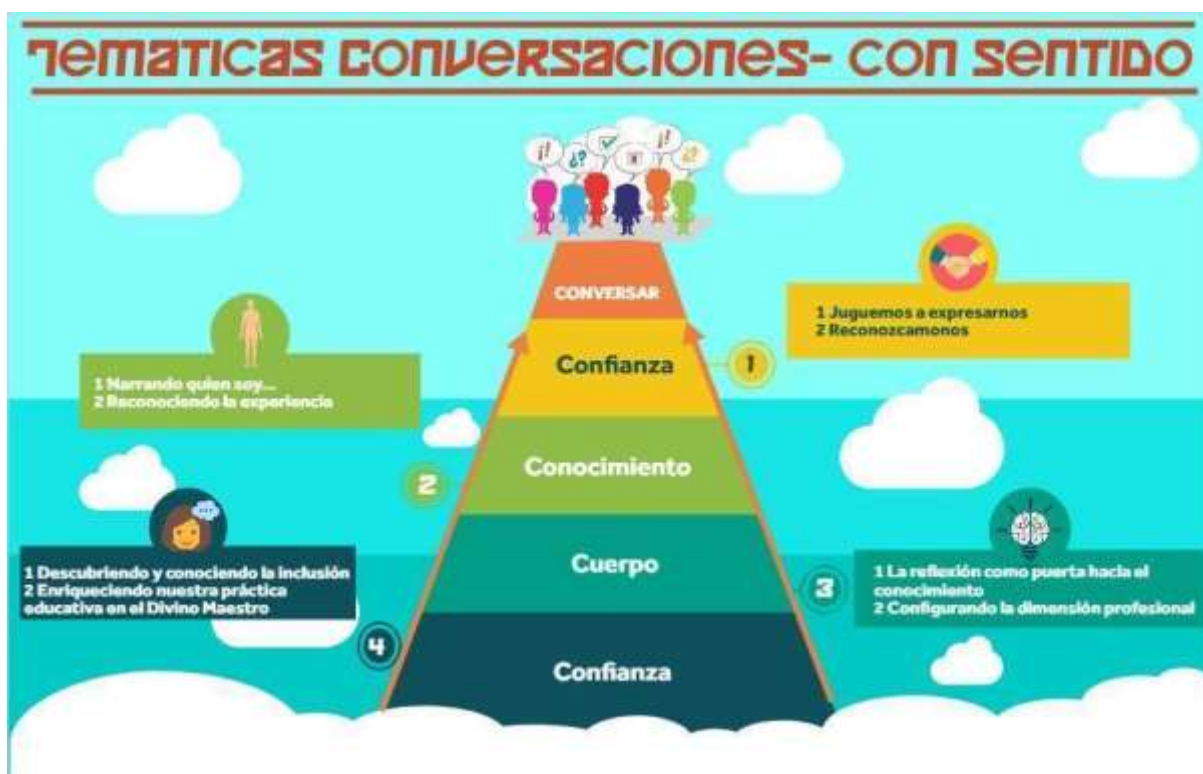 TEMATICAS CONVERSACIONES- CON SENTIDO
¡! ¿? ¡! ¿?
CONVERSAR
1 Juguemos a expresarnos
2 Reconozcamonos
Confianza
1
1 Narrando quien soy...
2 Reconociendo la experiencia
Conocimiento
2
1 Descubriendo y conociendo la inclusión
2 Enriqueciendo nuestra práctica
educativa en el Divino Maestro
Cuerpo
3
1 La reflexión como puerta hacia el
conocimiento
2 Configurando la dimensión profesional
4
Confianza